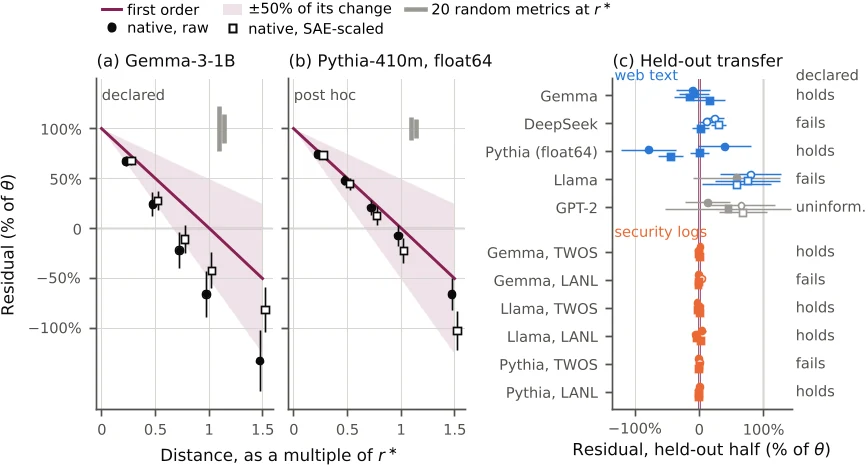 first order
±50% of its change
20 random metrics at r*
native, raw
native, SAE-scaled
(a) Gemma-3-1B
(b) Pythia-410m, float64
(c) Held-out transfer
declared
post hoc
web text
declared
Gemma
holds
DeepSeek
fails
Pythia (float64)
holds
Llama
fails
GPT-2
uninform.
security logs
Gemma, TWOS
holds
Gemma, LANL
fails
Llama, TWOS
holds
Llama, LANL
holds
Pythia, TWOS
fails
Pythia, LANL
holds
100%
50%
0
−50%
−100%
Residual (% of θ)
0 0.5 1 1.5
0 0.5 1 1.5
Distance, as a multiple of r*
−100% 0 100%
Residual, held-out half (% of θ)